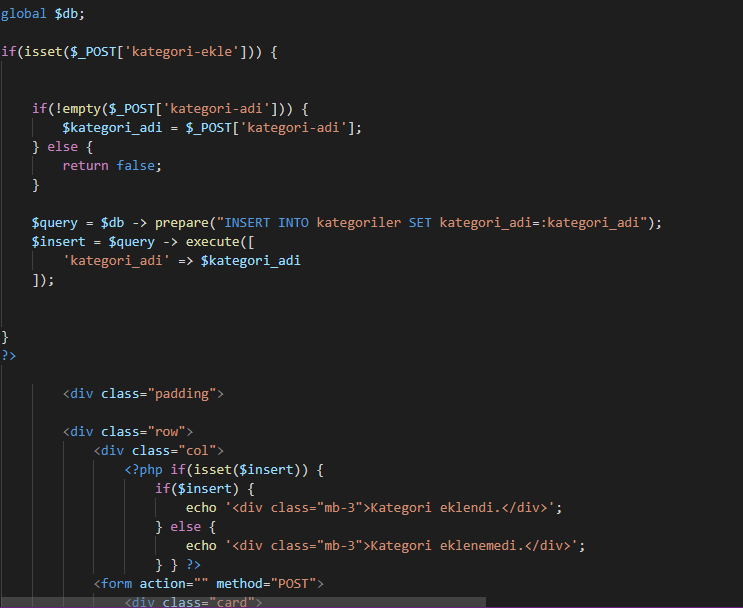 global $db;
if(isset($_POST['kategori-ekle'])) {
if(!empty($_POST['kategori-adi'])) {
$kategori_adi = $_POST['kategori-adi'];
} else {
return false;
}
$query = $db -> prepare("INSERT INTO kategoriler SET kategori_adi=:kategori_adi");
$insert = $query -> execute([
'kategori_adi' => $kategori_adi
]);
}
?>
<div class="padding">
<div class="row">
<div class="col">
<?php if(isset($insert)) {
if($insert) {
echo '<div class="mb-3">Kategori eklendi.</div>';
} else {
echo '<div class="mb-3">Kategori eklenemedi.</div>';
} } ?>
<form action="" method="POST">
<div class="card">